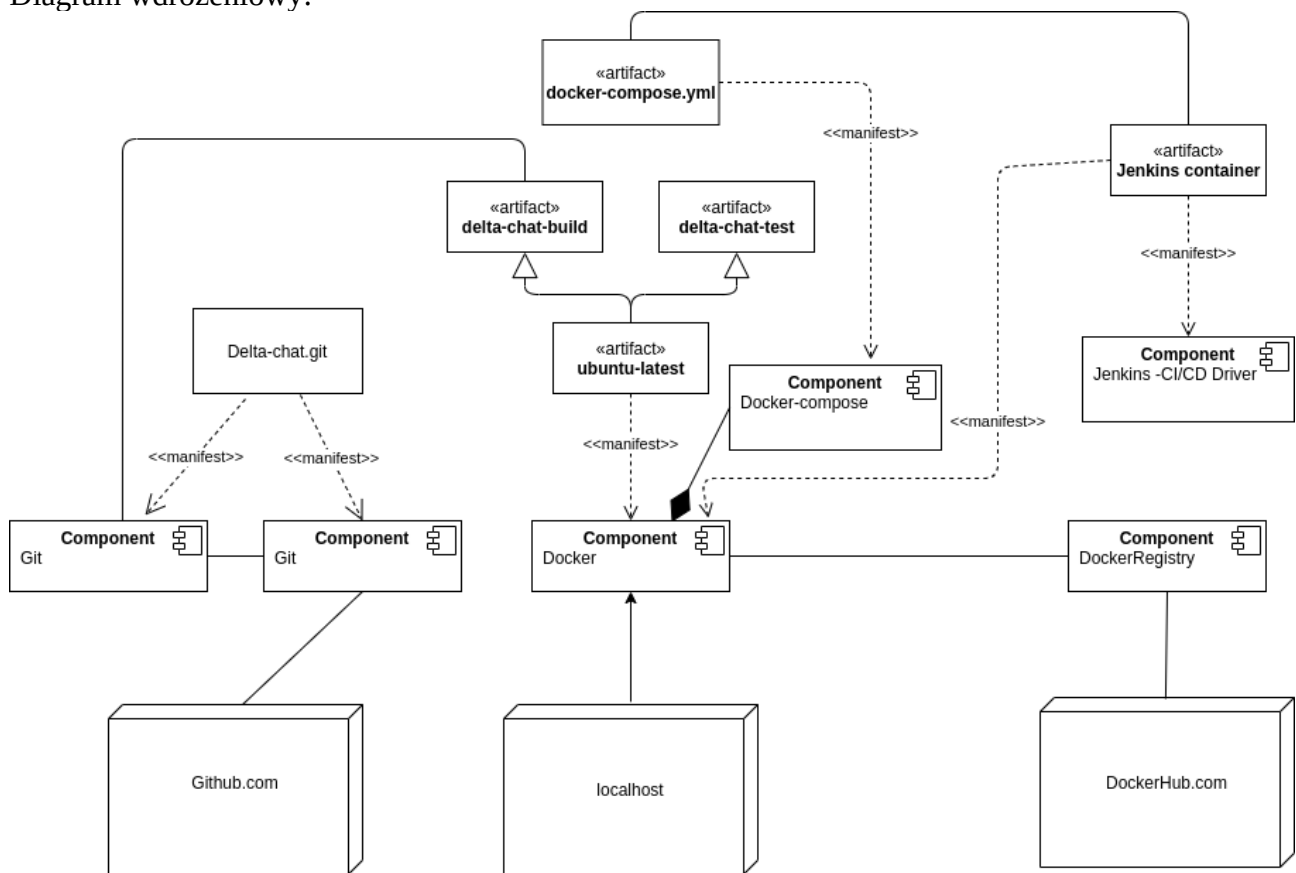 Diagram wdrożeniowy:
«artifact»
docker-compose.yml
<<manifest>>
«artifact»
Jenkins container
«artifact»
delta-chat-build
«artifact»
delta-chat-test
<<manifest>>
Delta-chat.git
«artifact»
ubuntu-latest
Component
Docker-compose
Component
Jenkins -CI/CD Driver
<<manifest>>
<<manifest>>
<<manifest>>
<<manifest>>
Component
Git
Component
Git
Component
Docker
Component
DockerRegistry
Github.com
localhost
DockerHub.com